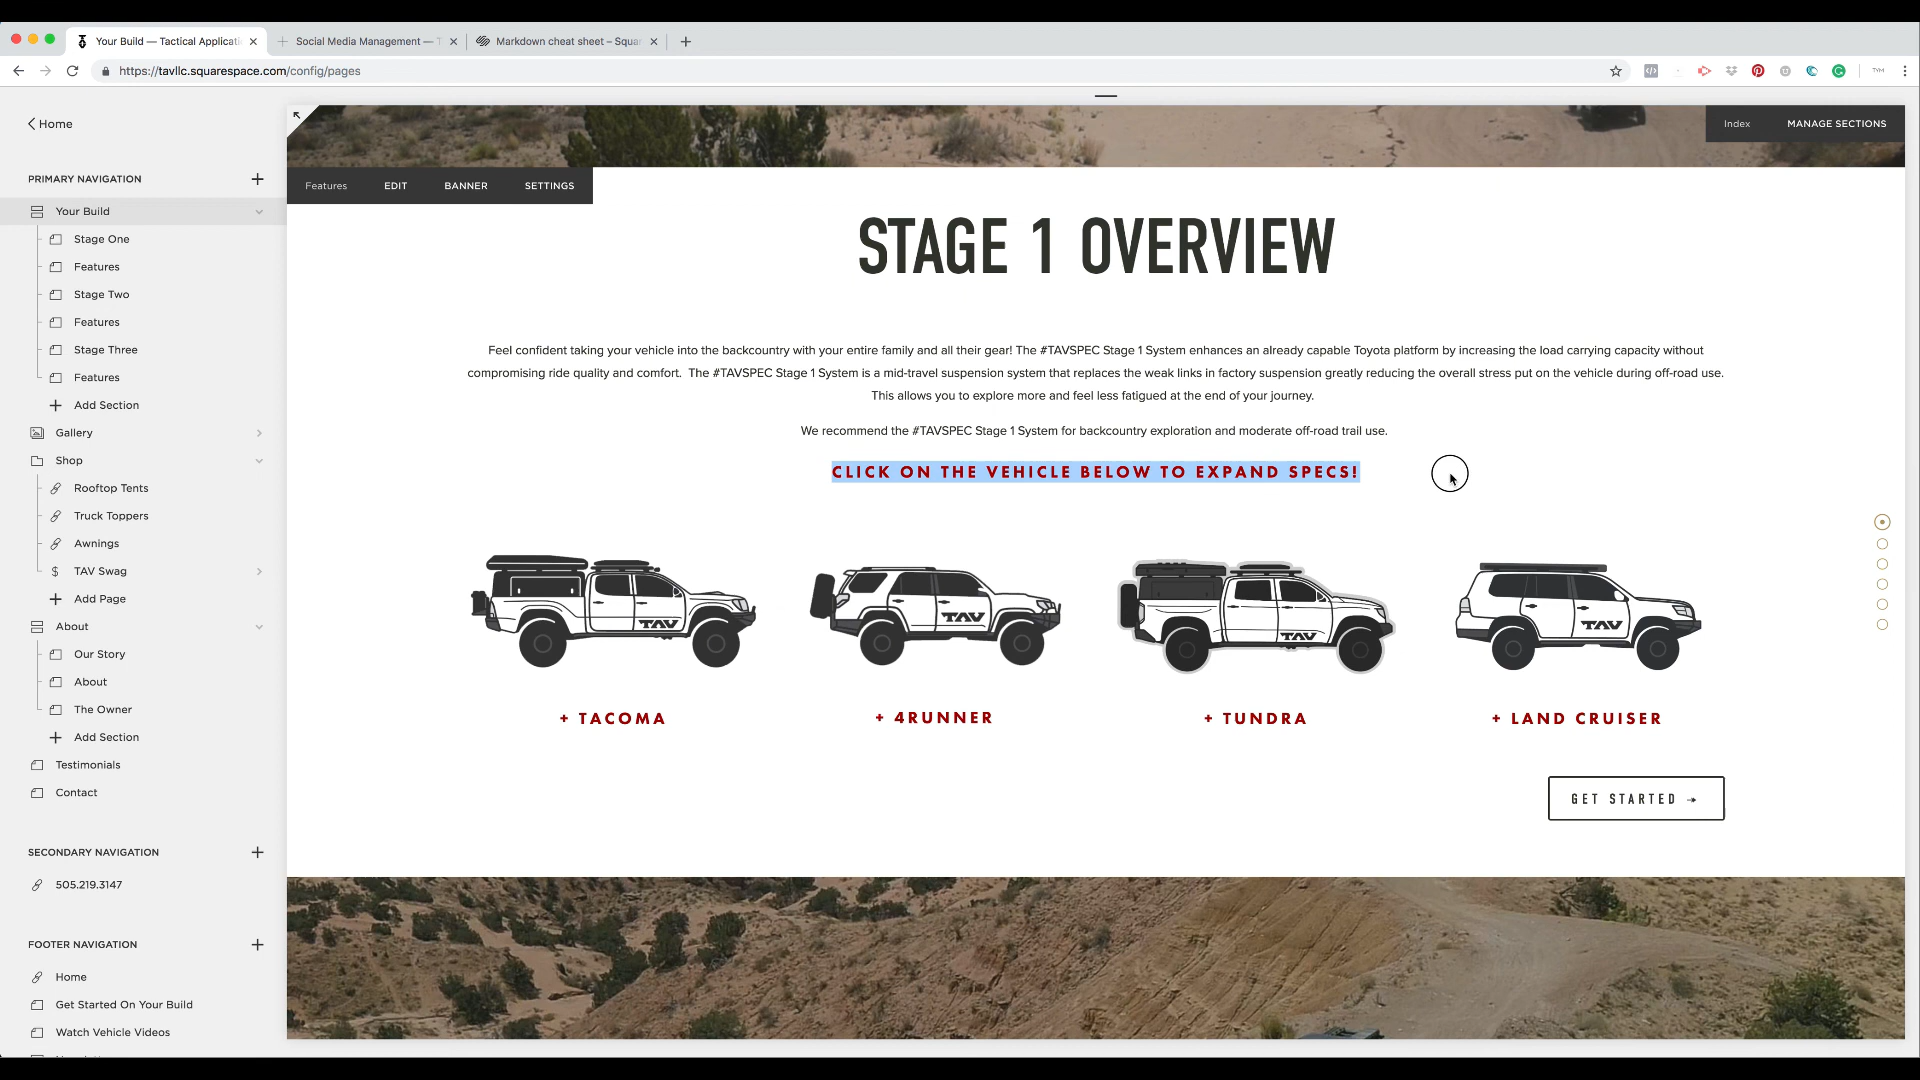 Your Build — Tactical Applicati
Social Media Management — T
Markdown cheat sheet – Squar
https://tavllc.squarespace.com/config/pages
Home
PRIMARY NAVIGATION
Your Build
Stage One
Features
Stage Two
Features
Stage Three
Features
Add Section
Gallery
Shop
Rooftop Tents
Truck Toppers
Awnings
TAV Swag
Add Page
About
Our Story
About
The Owner
Add Section
Testimonials
Contact
SECONDARY NAVIGATION
505.219.3147
FOOTER NAVIGATION
Home
Get Started On Your Build
Watch Vehicle Videos
Index MANAGE SECTIONS
Features EDIT BANNER SETTINGS
STAGE 1 OVERVIEW
Feel confident taking your vehicle into the backcountry with your entire family and all their gear! The #TAVSPEC Stage 1 System enhances an already capable Toyota platform by increasing the load carrying capacity without
compromising ride quality and comfort. The #TAVSPEC Stage 1 System is a mid-travel suspension system that replaces the weak links in factory suspension greatly reducing the overall stress put on the vehicle during off-road use.
This allows you to explore more and feel less fatigued at the end of your journey.
We recommend the #TAVSPEC Stage 1 System for backcountry exploration and moderate off-road trail use.
CLICK ON THE VEHICLE BELOW TO EXPAND SPECS!
TAV
TAV
TAV
TAV
+ TACOMA
+ 4RUNNER
+ TUNDRA
+ LAND CRUISER
GET STARTED →